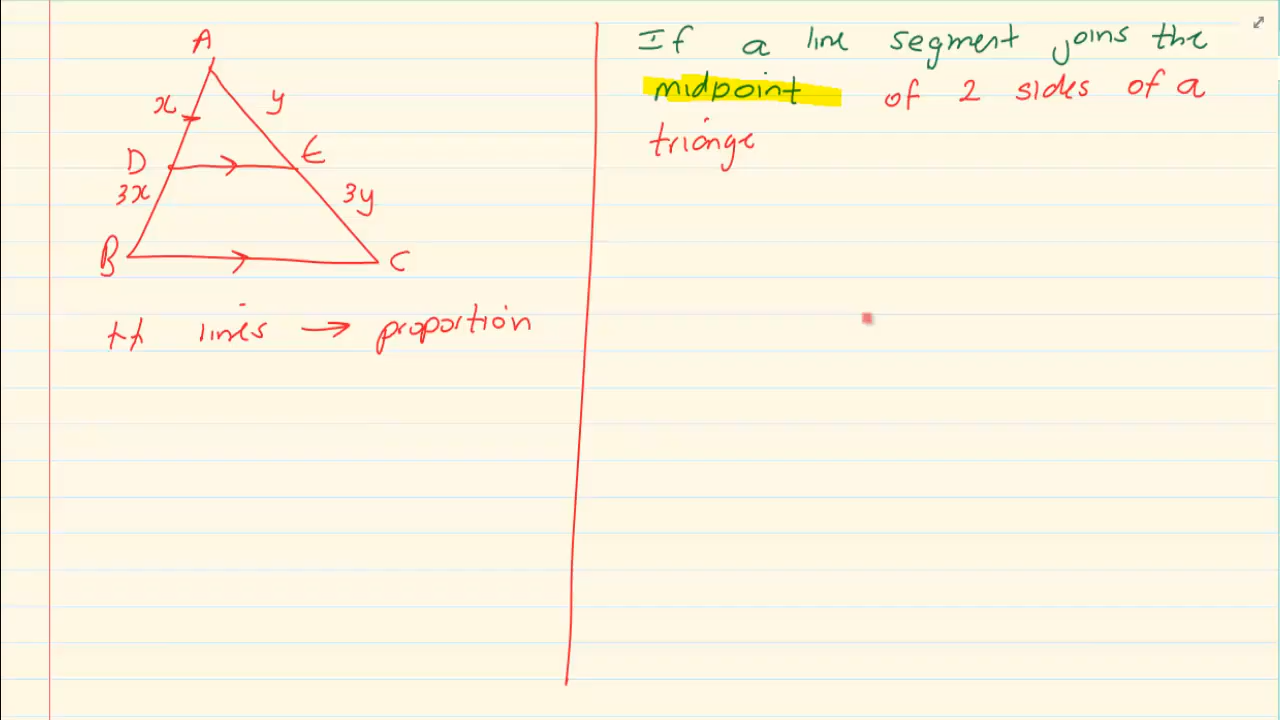 A
x
y
D
E
3x
3y
B
C
++ lines → proportion
If a line segment joins the
midpoint of 2 sides of a
triange